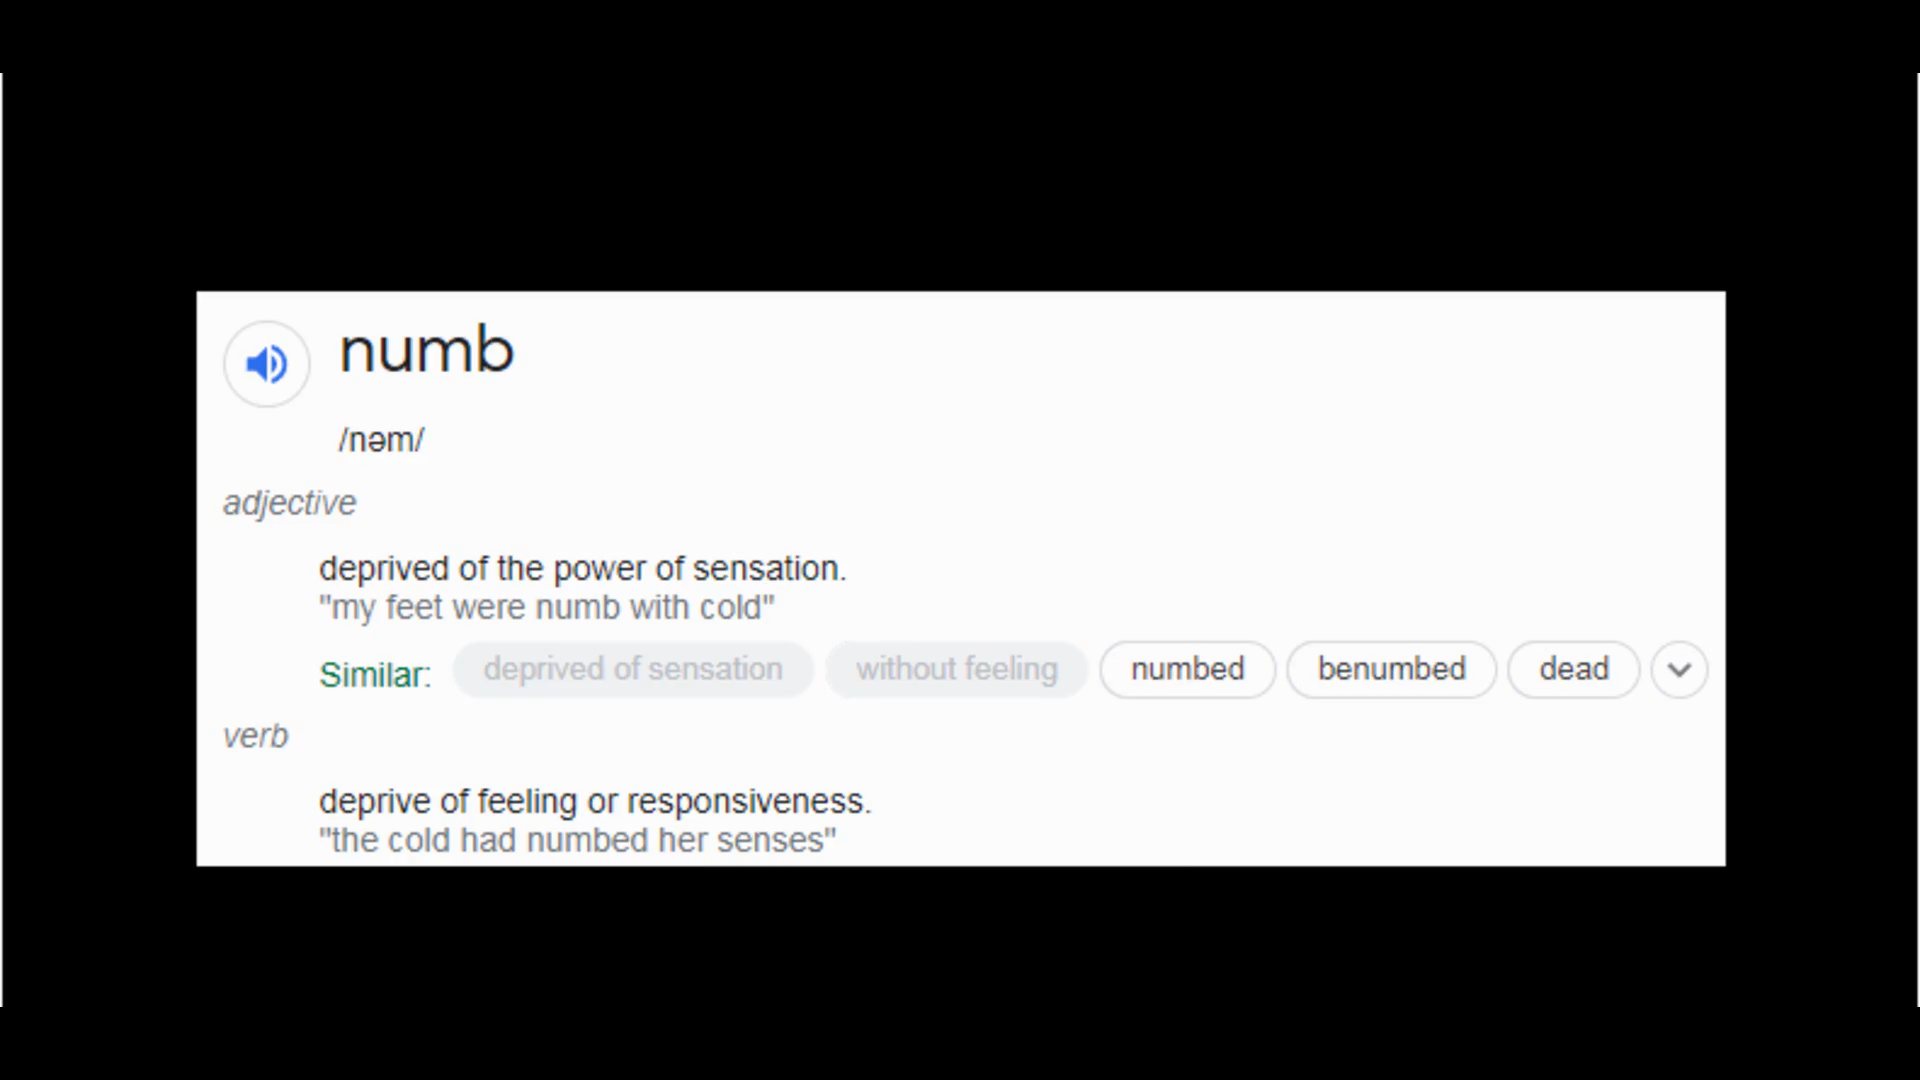 numb
/nəm/
adjective
deprived of the power of sensation.
"my feet were numb with cold"
Similar: deprived of sensation without feeling numbed benumbed dead
verb
deprive of feeling or responsiveness.
"the cold had numbed her senses"